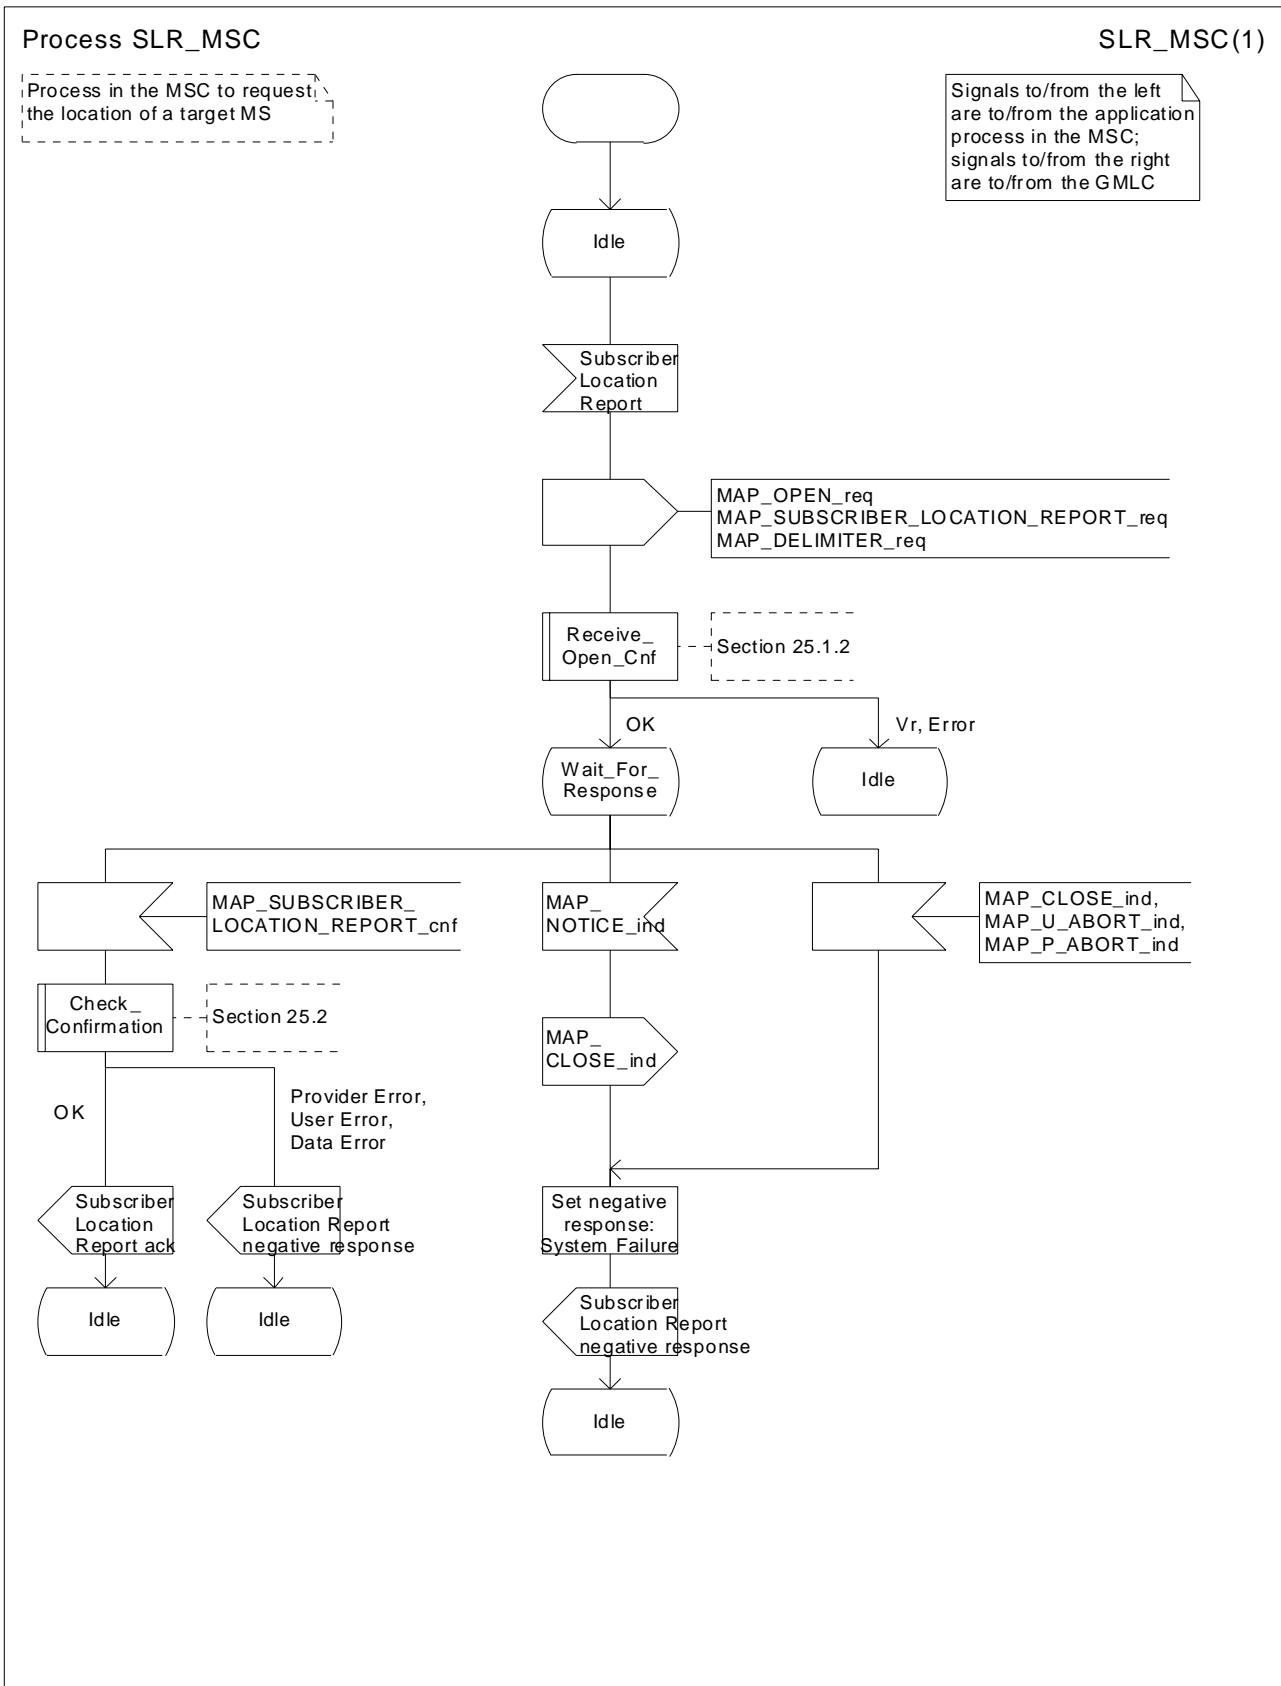 Process SLR_MSC
SLR_MSC(1)
Process in the MSC to request
the location of a target MS
Signals to/from the left
are to/from the application
process in the MSC;
signals to/from the right
are to/from the GMLC
Idle
Subscriber
Location
Report
MAP_OPEN_req
MAP_SUBSCRIBER_LOCATION_REPORT_req
MAP_DELIMITER_req
Receive_
Open_Cnf
Section 25.1.2
OK
Vr, Error
Wait_For_
Response
Idle
MAP_SUBSCRIBER_
LOCATION_REPORT_cnf
MAP_
NOTICE_ind
MAP_CLOSE_ind,
MAP_U_ABORT_ind,
MAP_P_ABORT_ind
Check_
Confirmation
Section 25.2
MAP_
CLOSE_ind
OK
Provider Error,
User Error,
Data Error
Subscriber
Location
Report ack
Subscriber
Location Report
negative response
Set negative
response:
System Failure
Idle
Idle
Subscriber
Location Report
negative response
Idle